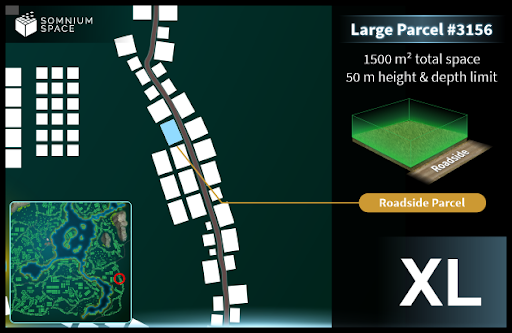 SOMNIUM
SPACE
Large Parcel #3156
1500 m² total space
50 m height & depth limit
Roadside
Roadside Parcel
XL